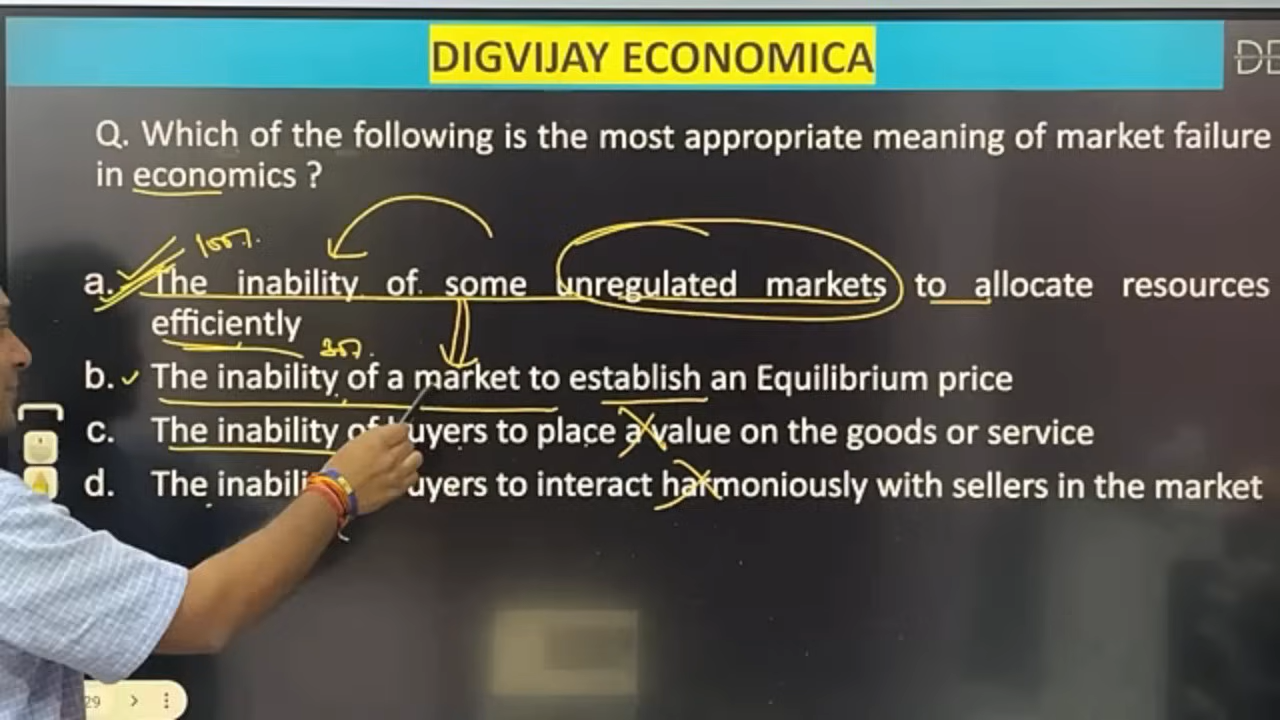 DIGVIJAY ECONOMICA
DE
Q. Which of the following is the most appropriate meaning of market failure
in economics ?
100%.
a. The inability of some unregulated markets to allocate resources
efficiently
b. The inability of a market to establish an Equilibrium price
c. The inability of buyers to place a value on the goods or service
d. The inabili uyers to interact harmoniously with sellers in the market
29